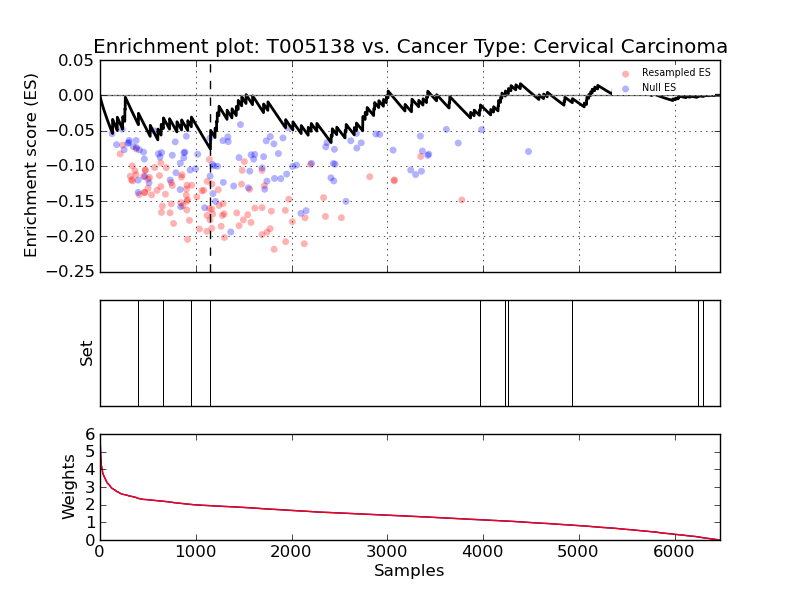 Enrichment plot: T005138 vs. Cancer Type: Cervical Carcinoma
Enrichment score (ES)
0.05
0.00
−0.05
−0.10
−0.15
−0.20
−0.25
Resampled ES
Null ES
Set
Weights
6
5
4
3
2
1
0
0 1000 2000 3000 4000 5000 6000
Samples